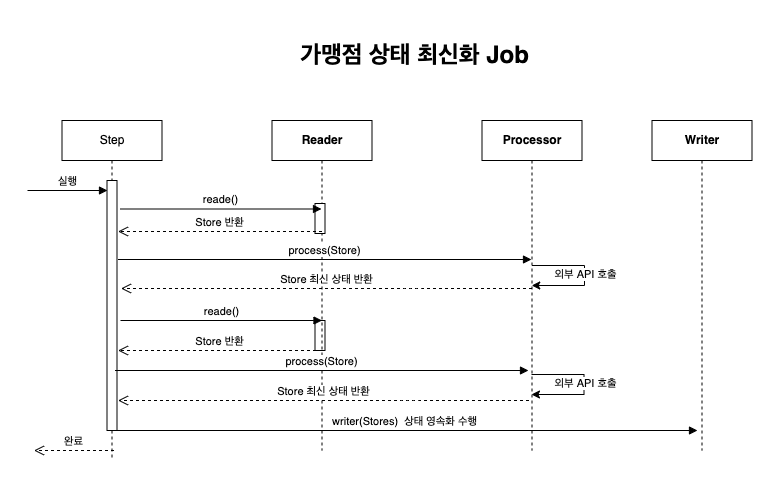 가맹점 상태 최신화 Job
Step
Reader
Processor
Writer
실행
reade()
Store 반환
process(Store)
외부 API 호출
Store 최신 상태 반환
reade()
Store 반환
process(Store)
외부 API 호출
Store 최신 상태 반환
writer(Stores) 상태 영속화 수행
완료